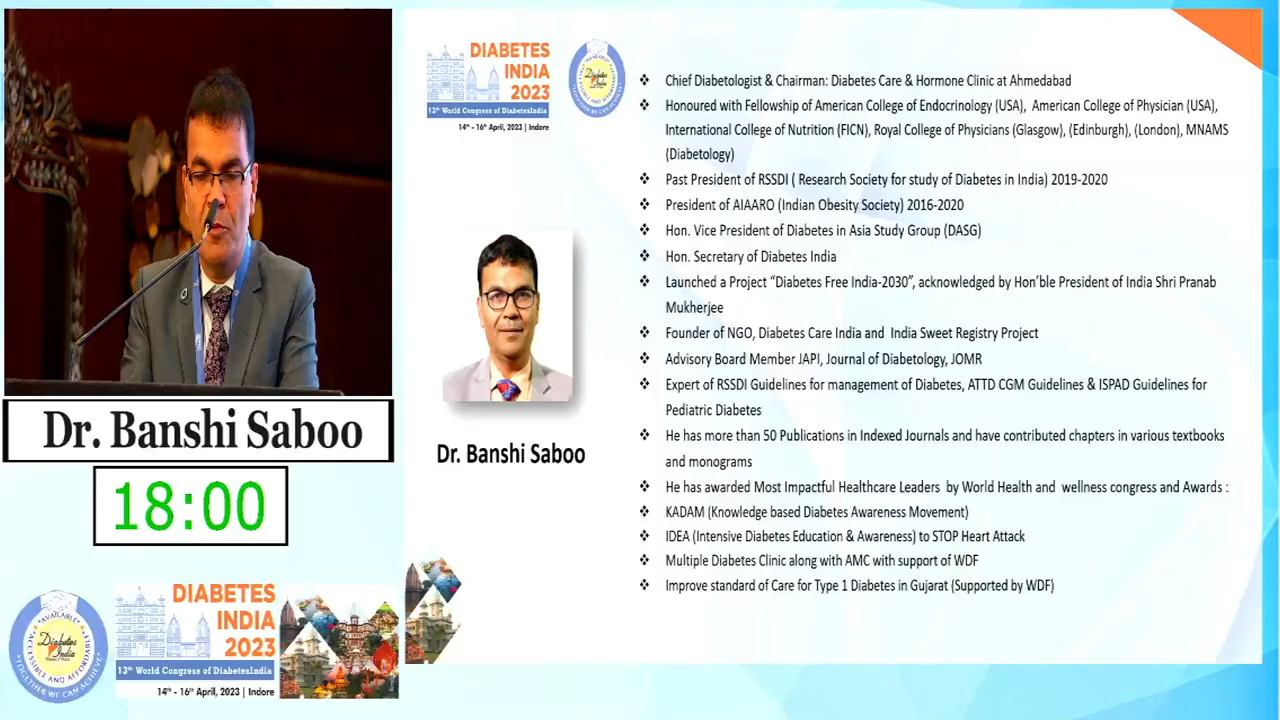 Dr. Banshi Saboo
18:00
AVAILABLE
ACCESSIBLE AND AFFORDABLE
Diabetes
India
TOGETHER WE CAN ACHIEVE
DIABETES
INDIA
2023
13th World Congress of DiabetesIndia
14th - 16th April, 2023 | Indore
DIABETES
INDIA
2023
13th World Congress of DiabetesIndia
14th - 16th April, 2023 | Indore
Diabetes
India
Dr. Banshi Saboo
❖ Chief Diabetologist & Chairman: Diabetes Care & Hormone Clinic at Ahmedabad
❖ Honoured with Fellowship of American College of Endocrinology (USA), American College of Physician (USA),
International College of Nutrition (FICN), Royal College of Physicians (Glasgow), (Edinburgh), (London), MNAMS
(Diabetology)
❖ Past President of RSSDI ( Research Society for study of Diabetes in India) 2019-2020
❖ President of AIAARO (Indian Obesity Society) 2016-2020
❖ Hon. Vice President of Diabetes in Asia Study Group (DASG)
❖ Hon. Secretary of Diabetes India
❖ Launched a Project “Diabetes Free India-2030”, acknowledged by Hon’ble President of India Shri Pranab
Mukherjee
❖ Founder of NGO, Diabetes Care India and India Sweet Registry Project
❖ Advisory Board Member JAPI, Journal of Diabetology, JOMR
❖ Expert of RSSDI Guidelines for management of Diabetes, ATTD CGM Guidelines & ISPAD Guidelines for
Pediatric Diabetes
❖ He has more than 50 Publications in Indexed Journals and have contributed chapters in various textbooks
and monograms
❖ He has awarded Most Impactful Healthcare Leaders by World Health and wellness congress and Awards :
❖ KADAM (Knowledge based Diabetes Awareness Movement)
❖ IDEA (Intensive Diabetes Education & Awareness) to STOP Heart Attack
❖ Multiple Diabetes Clinic along with AMC with support of WDF
❖ Improve standard of Care for Type 1 Diabetes in Gujarat (Supported by WDF)